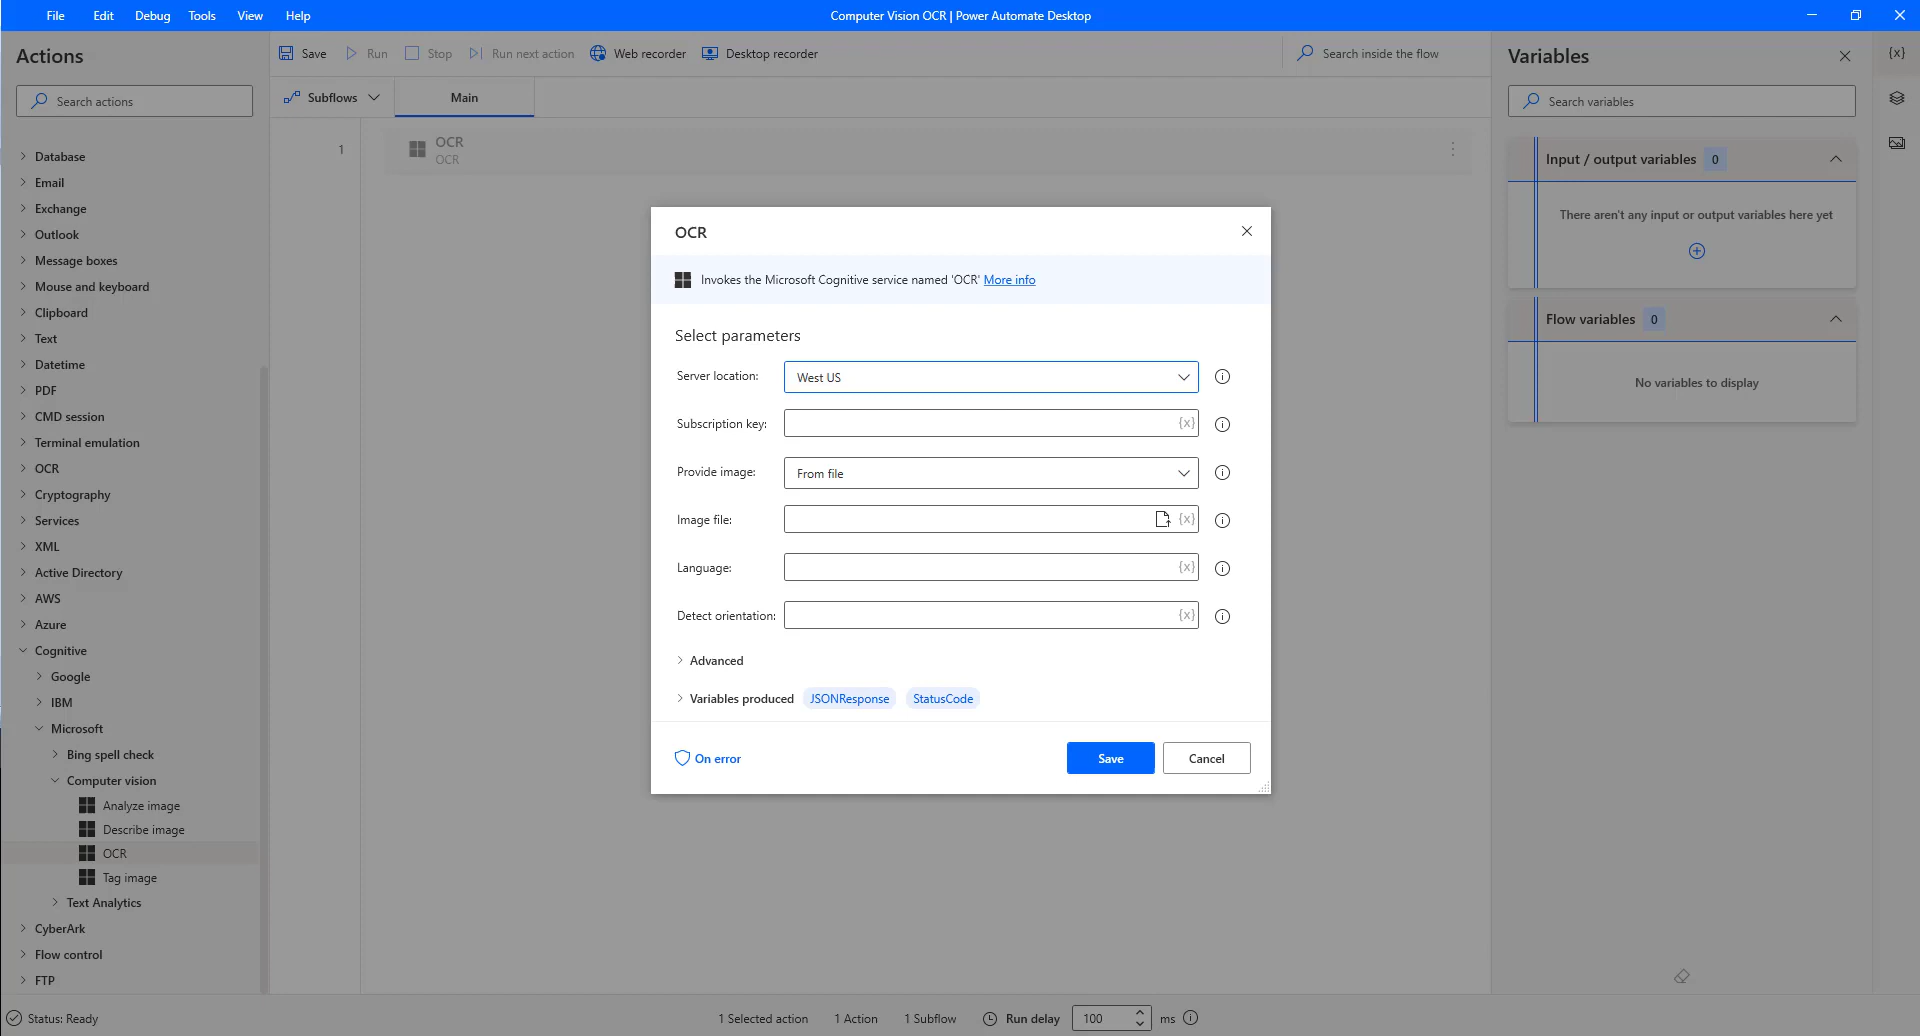 File Edit Debug Tools View Help
Computer Vision OCR | Power Automate Desktop
Actions
Search actions
Database
Email
Exchange
Outlook
Message boxes
Mouse and keyboard
Clipboard
Text
Datetime
PDF
CMD session
Terminal emulation
OCR
Cryptography
Services
XML
Active Directory
AWS
Azure
Cognitive
Google
IBM
Microsoft
Bing spell check
Computer vision
Analyze image
Describe image
OCR
Tag image
Text Analytics
CyberArk
Flow control
FTP
Save Run Stop Run next action Web recorder Desktop recorder
Search inside the flow
Subflows Main
1
OCR
OCR
OCR
Invokes the Microsoft Cognitive service named 'OCR' More info
Select parameters
Server location: West US
Subscription key: {x}
Provide image: From file
Image file: {x}
Language: {x}
Detect orientation: {x}
Advanced
Variables produced JSONResponse StatusCode
On error Save Cancel
Variables
{x}
Search variables
Input / output variables 0
There aren't any input or output variables here yet
Flow variables 0
No variables to display
Status: Ready 1 Selected action 1 Action 1 Subflow Run delay 100 ms